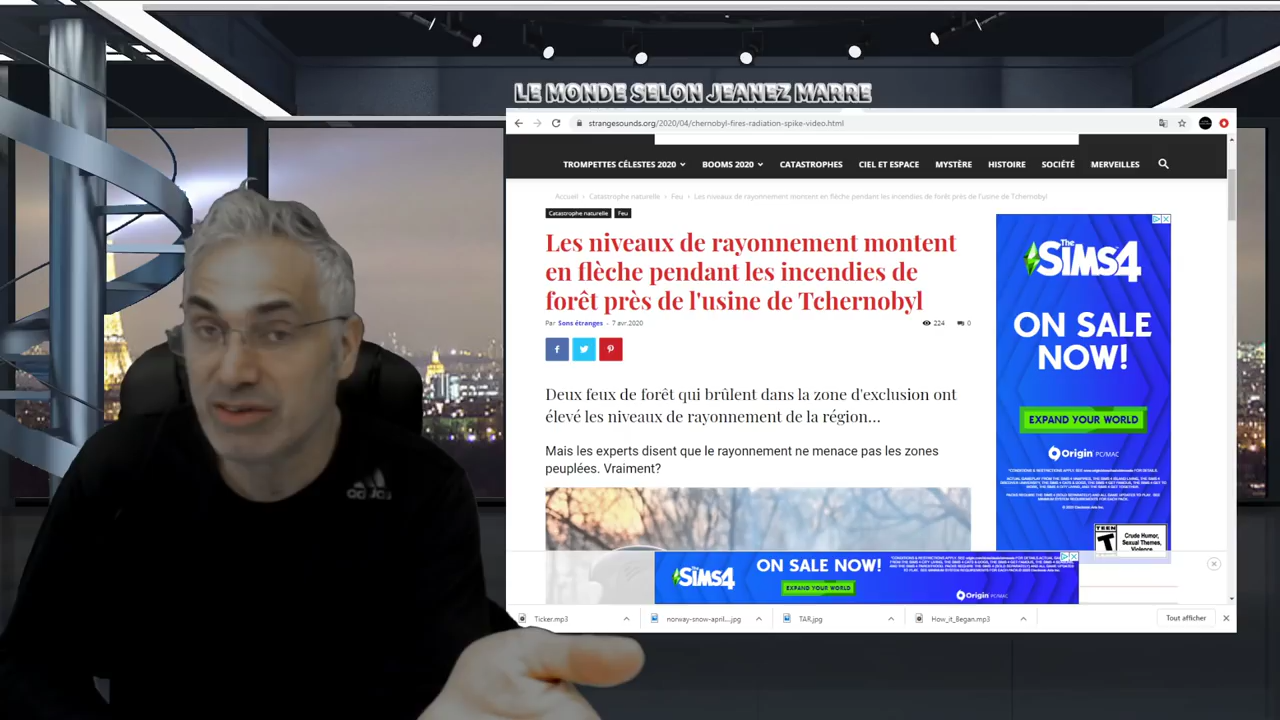 LE MONDE SELON JEANEZ MARRE
strangesounds.org/2020/04/chernobyl-fires-radiation-spike-video.html
TROMPETTES CÉLESTES 2020 BOOMS 2020 CATASTROPHES CIEL ET ESPACE MYSTÈRE HISTOIRE SOCIÉTÉ MERVEILLES
Accueil › Catastrophe naturelle › Feu › Les niveaux de rayonnement montent en flèche pendant les incendies de forêt près de l'usine de Tchernobyl
Catastrophe naturelle Feu
Les niveaux de rayonnement montent
en flèche pendant les incendies de
forêt près de l'usine de Tchernobyl
Par Sons étranges - 7 avr.2020 224 0
Deux feux de forêt qui brûlent dans la zone d'exclusion ont
élevé les niveaux de rayonnement de la région...
Mais les experts disent que le rayonnement ne menace pas les zones
peuplées. Vraiment?
The SIMS 4
ON SALE
NOW!
EXPAND YOUR WORLD
Origin PC/MAC
TEEN
T
Crude Humor,
Sexual Themes,
Violence
The SIMS 4
ON SALE NOW!
EXPAND YOUR WORLD
Origin PC/MAC
Ticker.mp3 norway-snow-april....jpg TAR.jpg How_it_Began.mp3 Tout afficher
adidas